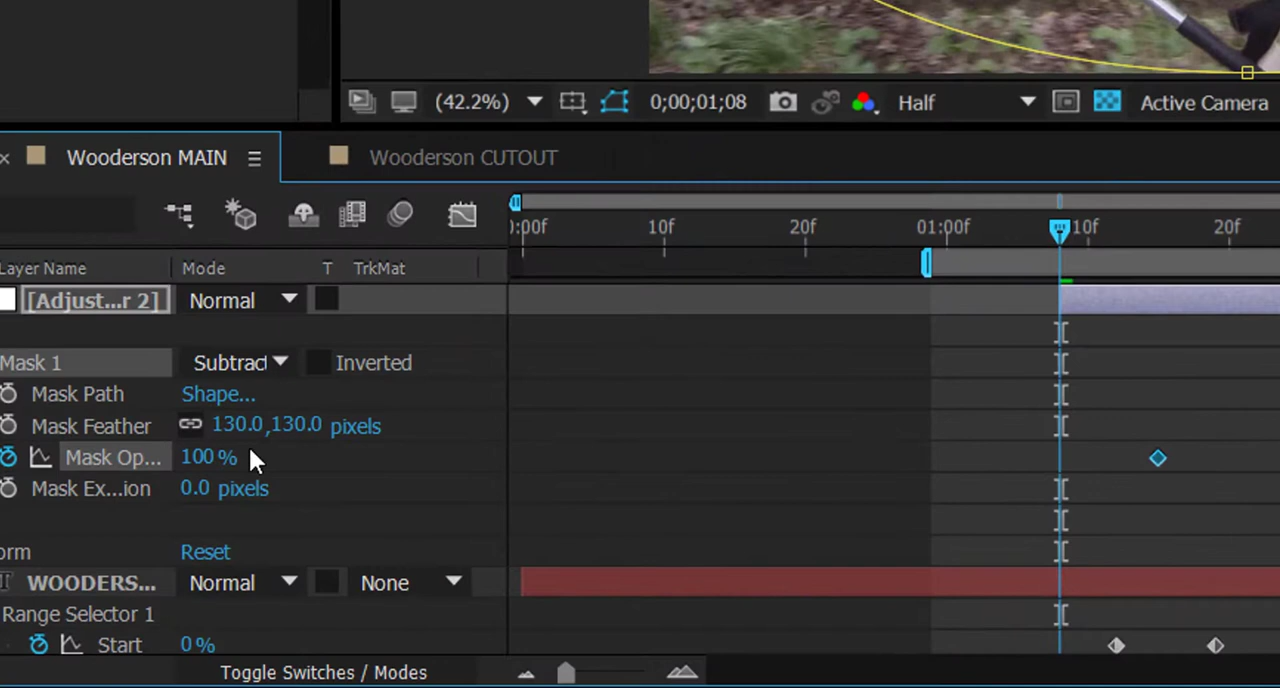 (42.2%) 0;00;01;08 Half Active Camera
Wooderson MAIN Wooderson CUTOUT
):00f 10f 20f 01:00f 10f 20f
Layer Name Mode T TrkMat
[Adjust...r 2] Normal
Mask 1 Subtract Inverted
Mask Path Shape...
Mask Feather 130.0,130.0 pixels
Mask Op... 100 %
Mask Ex...ion 0.0 pixels
orm Reset
WOODERS... Normal None
Range Selector 1
Start 0 %
Toggle Switches / Modes